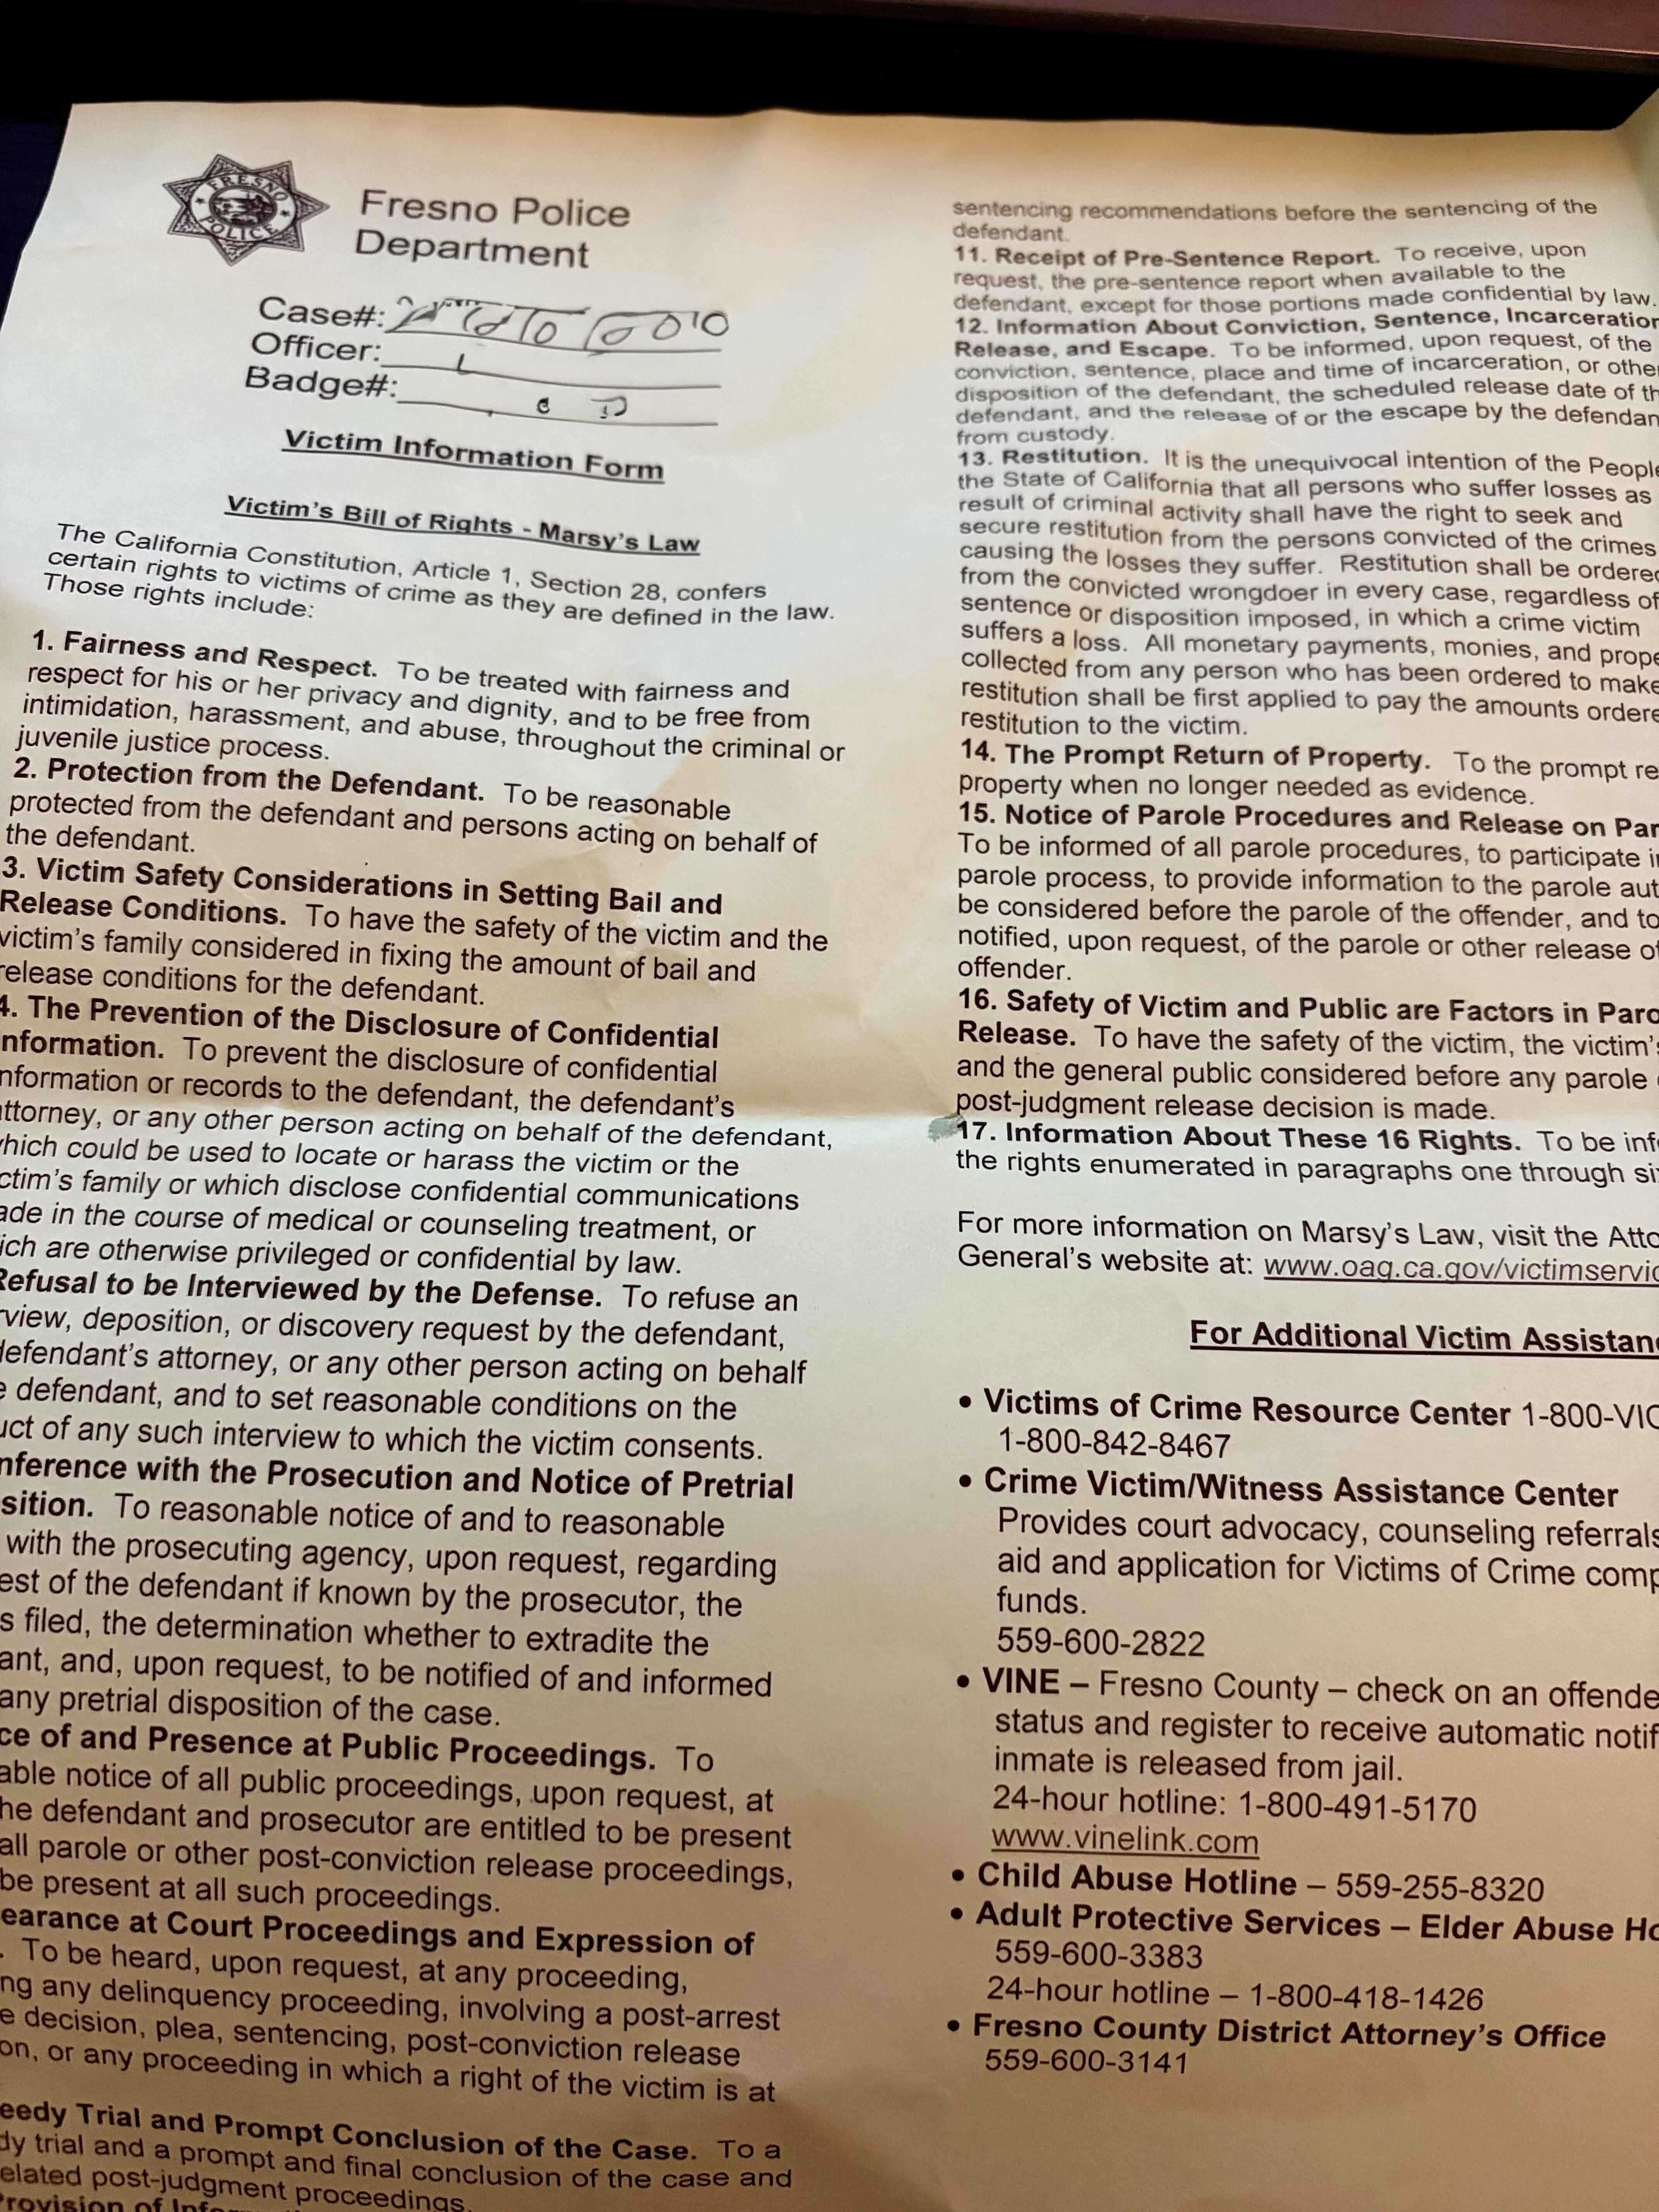 FRESNO
POLICE
Fresno Police
Department
Case#:
Officer:
Badge#:
Victim Information Form
Victim's Bill of Rights - Marsy's Law
The California Constitution, Article 1, Section 28, confers
certain rights to victims of crime as they are defined in the law.
Those rights include:
1. Fairness and Respect. To be treated with fairness and
respect for his or her privacy and dignity, and to be free from
intimidation, harassment, and abuse, throughout the criminal or
juvenile justice process.
2. Protection from the Defendant. To be reasonable
protected from the defendant and persons acting on behalf of
the defendant.
3. Victim Safety Considerations in Setting Bail and
Release Conditions. To have the safety of the victim and the
victim's family considered in fixing the amount of bail and
release conditions for the defendant.
4. The Prevention of the Disclosure of Confidential
nformation. To prevent the disclosure of confidential
nformation or records to the defendant, the defendant's
attorney, or any other person acting on behalf of the defendant,
which could be used to locate or harass the victim or the
ctim's family or which disclose confidential communications
ade in the course of medical or counseling treatment, or
ich are otherwise privileged or confidential by law.
Refusal to be Interviewed by the Defense. To refuse an
rview, deposition, or discovery request by the defendant,
defendant's attorney, or any other person acting on behalf
e defendant, and to set reasonable conditions on the
uct of any such interview to which the victim consents.
nference with the Prosecution and Notice of Pretrial
sition. To reasonable notice of and to reasonable
with the prosecuting agency, upon request, regarding
est of the defendant if known by the prosecutor, the
s filed, the determination whether to extradite the
ant, and, upon request, to be notified of and informed
any pretrial disposition of the case.
ce of and Presence at Public Proceedings. To
able notice of all public proceedings, upon request, at
he defendant and prosecutor are entitled to be present
all parole or other post-conviction release proceedings,
be present at all such proceedings.
earance at Court Proceedings and Expression of
. To be heard, upon request, at any proceeding,
ng any delinquency proceeding, involving a post-arrest
e decision, plea, sentencing, post-conviction release
on, or any proceeding in which a right of the victim is at
eedy Trial and Prompt Conclusion of the Case. To a
dy trial and a prompt and final conclusion of the case and
elated post-judgment proceedings.
rovision of
sentencing recommendations before the sentencing of the
defendant.
11. Receipt of Pre-Sentence Report. To receive, upon
request, the pre-sentence report when available to the
defendant, except for those portions made confidential by law.
12. Information About Conviction, Sentence, Incarceration
Release, and Escape. To be informed, upon request, of the
conviction, sentence, place and time of incarceration, or othe
disposition of the defendant, the scheduled release date of th
defendant, and the release of or the escape by the defendan
from custody.
13. Restitution. It is the unequivocal intention of the People
the State of California that all persons who suffer losses as
result of criminal activity shall have the right to seek and
secure restitution from the persons convicted of the crimes
causing the losses they suffer. Restitution shall be ordered
from the convicted wrongdoer in every case, regardless of
sentence or disposition imposed, in which a crime victim
suffers a loss. All monetary payments, monies, and prope
collected from any person who has been ordered to make
restitution shall be first applied to pay the amounts ordere
restitution to the victim.
14. The Prompt Return of Property. To the prompt re
property when no longer needed as evidence.
15. Notice of Parole Procedures and Release on Par
To be informed of all parole procedures, to participate i
parole process, to provide information to the parole aut
be considered before the parole of the offender, and to
notified, upon request, of the parole or other release of
offender.
16. Safety of Victim and Public are Factors in Paro
Release. To have the safety of the victim, the victim's
and the general public considered before any parole
post-judgment release decision is made.
17. Information About These 16 Rights. To be inf
the rights enumerated in paragraphs one through si
For more information on Marsy's Law, visit the Atto
General's website at: www.oag.ca.gov/victimservic
For Additional Victim Assistan
• Victims of Crime Resource Center 1-800-VIC
1-800-842-8467
• Crime Victim/Witness Assistance Center
Provides court advocacy, counseling referrals
aid and application for Victims of Crime comp
funds.
559-600-2822
• VINE – Fresno County – check on an offende
status and register to receive automatic notif
inmate is released from jail.
24-hour hotline: 1-800-491-5170
www.vinelink.com
• Child Abuse Hotline – 559-255-8320
• Adult Protective Services – Elder Abuse Ho
559-600-3383
24-hour hotline – 1-800-418-1426
• Fresno County District Attorney's Office
559-600-3141